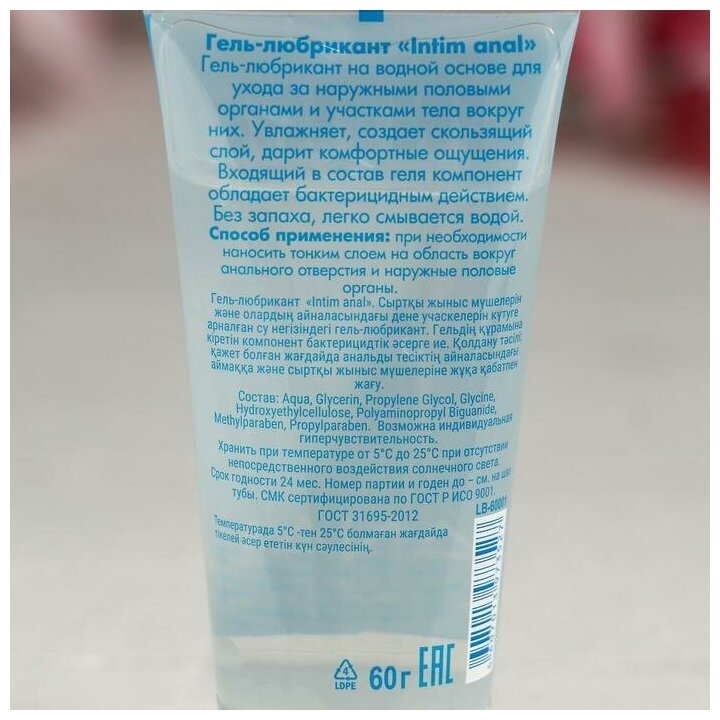 Гель-любрикант «Intim anal»
Гель-любрикант на водной основе для
ухода за наружными половыми
органами и участками тела вокруг
них. Увлажняет, создает скользящий
слой, дарит комфортные ощущения.
Входящий в состав геля компонент
обладает бактерицидным действием.
Без запаха, легко смывается водой.
Способ применения: при необходимости
наносить тонким слоем на область вокруг
анального отверстия и наружные половые
органы.
Гель-любрикант «Intim anal». Сыртқы жыныс мүшелерін
және олардың айналасындағы дене учаскелерін күтуге
арналған су негізіндегі гель-любрикант. Гельдің құрамына
кіретін компонент бактерицидтік әсерге ие. Қолдану тәсілі:
қажет болған жағдайда анальды тесіктің айналасындағы
аймаққа және сыртқы жыныс мүшелеріне жұқа қабатпен
жағу.
Состав: Aqua, Glycerin, Propylene Glycol, Glycine,
Hydroxyethylcellulose, Polyaminopropyl Biguanide,
Methylparaben, Propylparaben. Возможна индивидуальная
гиперчувствительность.
Хранить при температуре от 5°С до 25°С при отсутствии
непосредственного воздействия солнечного света.
Срок годности 24 мес. Номер партии и годен до – см. на шве
тубы. СМК сертифицирована по ГОСТ Р ИСО 9001.
ГОСТ 31695-2012
LB-60001
Температурада 5°С -тен 25°С болмаған жағдайда
тікелей әсер ететін күн сәулесінің.
4
LDPE
60г EAC